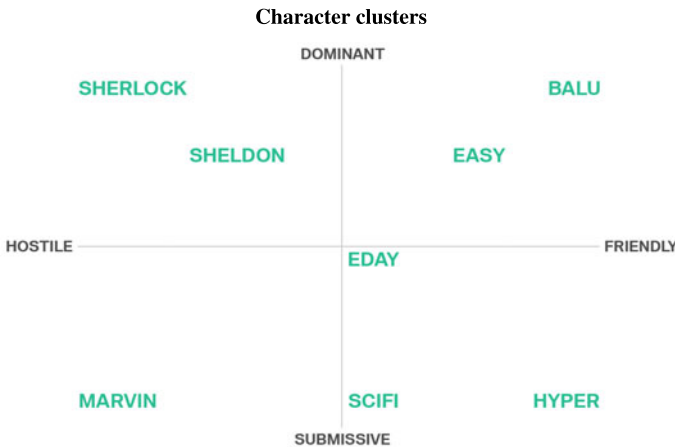 Character clusters
DOMINANT
SHERLOCK
BALU
SHELDON
EASY
HOSTILE
FRIENDLY
EDAY
MARVIN
SCIFI
HYPER
SUBMISSIVE